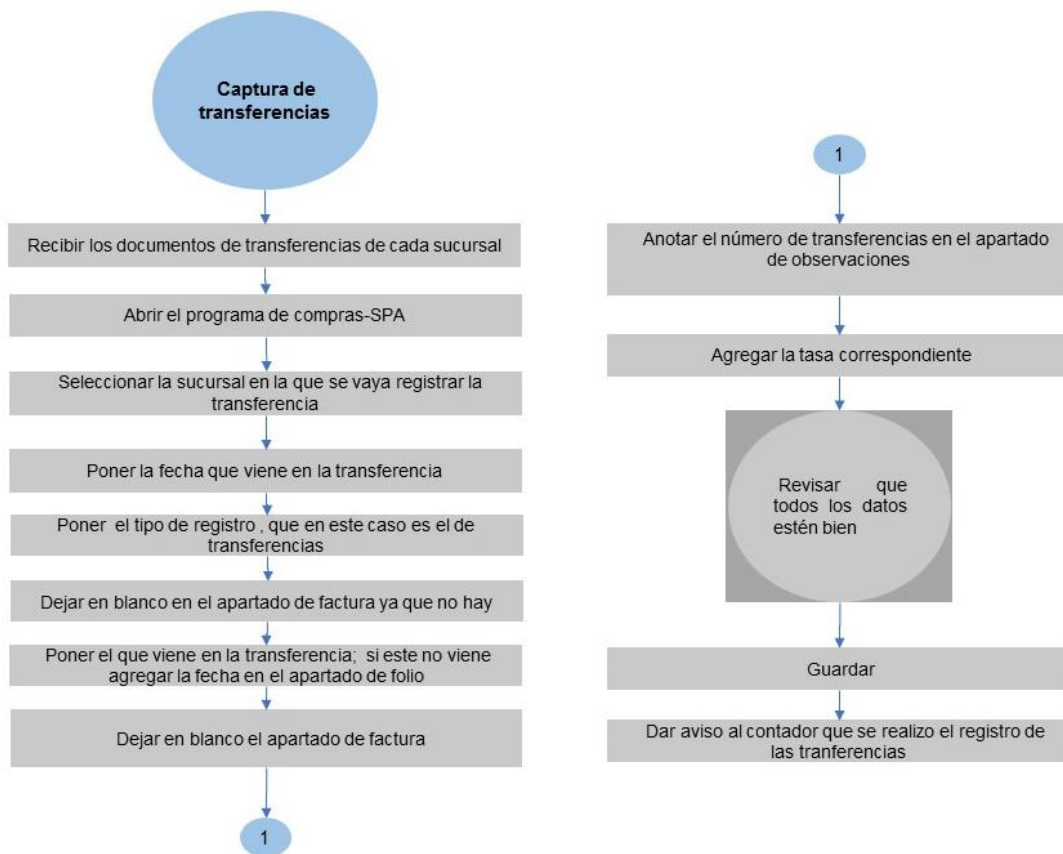 Captura de
transferencias
Recibir los documentos de transferencias de cada sucursal
Abrir el programa de compras-SPA
Seleccionar la sucursal en la que se vaya registrar la
transferencia
Poner la fecha que viene en la transferencia
Poner el tipo de registro , que en este caso es el de
transferencias
Dejar en blanco en el apartado de factura ya que no hay
Poner el que viene en la transferencia; si este no viene
agregar la fecha en el apartado de folio
Dejar en blanco el apartado de factura
1
1
Anotar el número de transferencias en el apartado
de observaciones
Agregar la tasa correspondiente
Revisar que
todos los datos
estén bien
Guardar
Dar aviso al contador que se realizo el registro de
las tranferencias